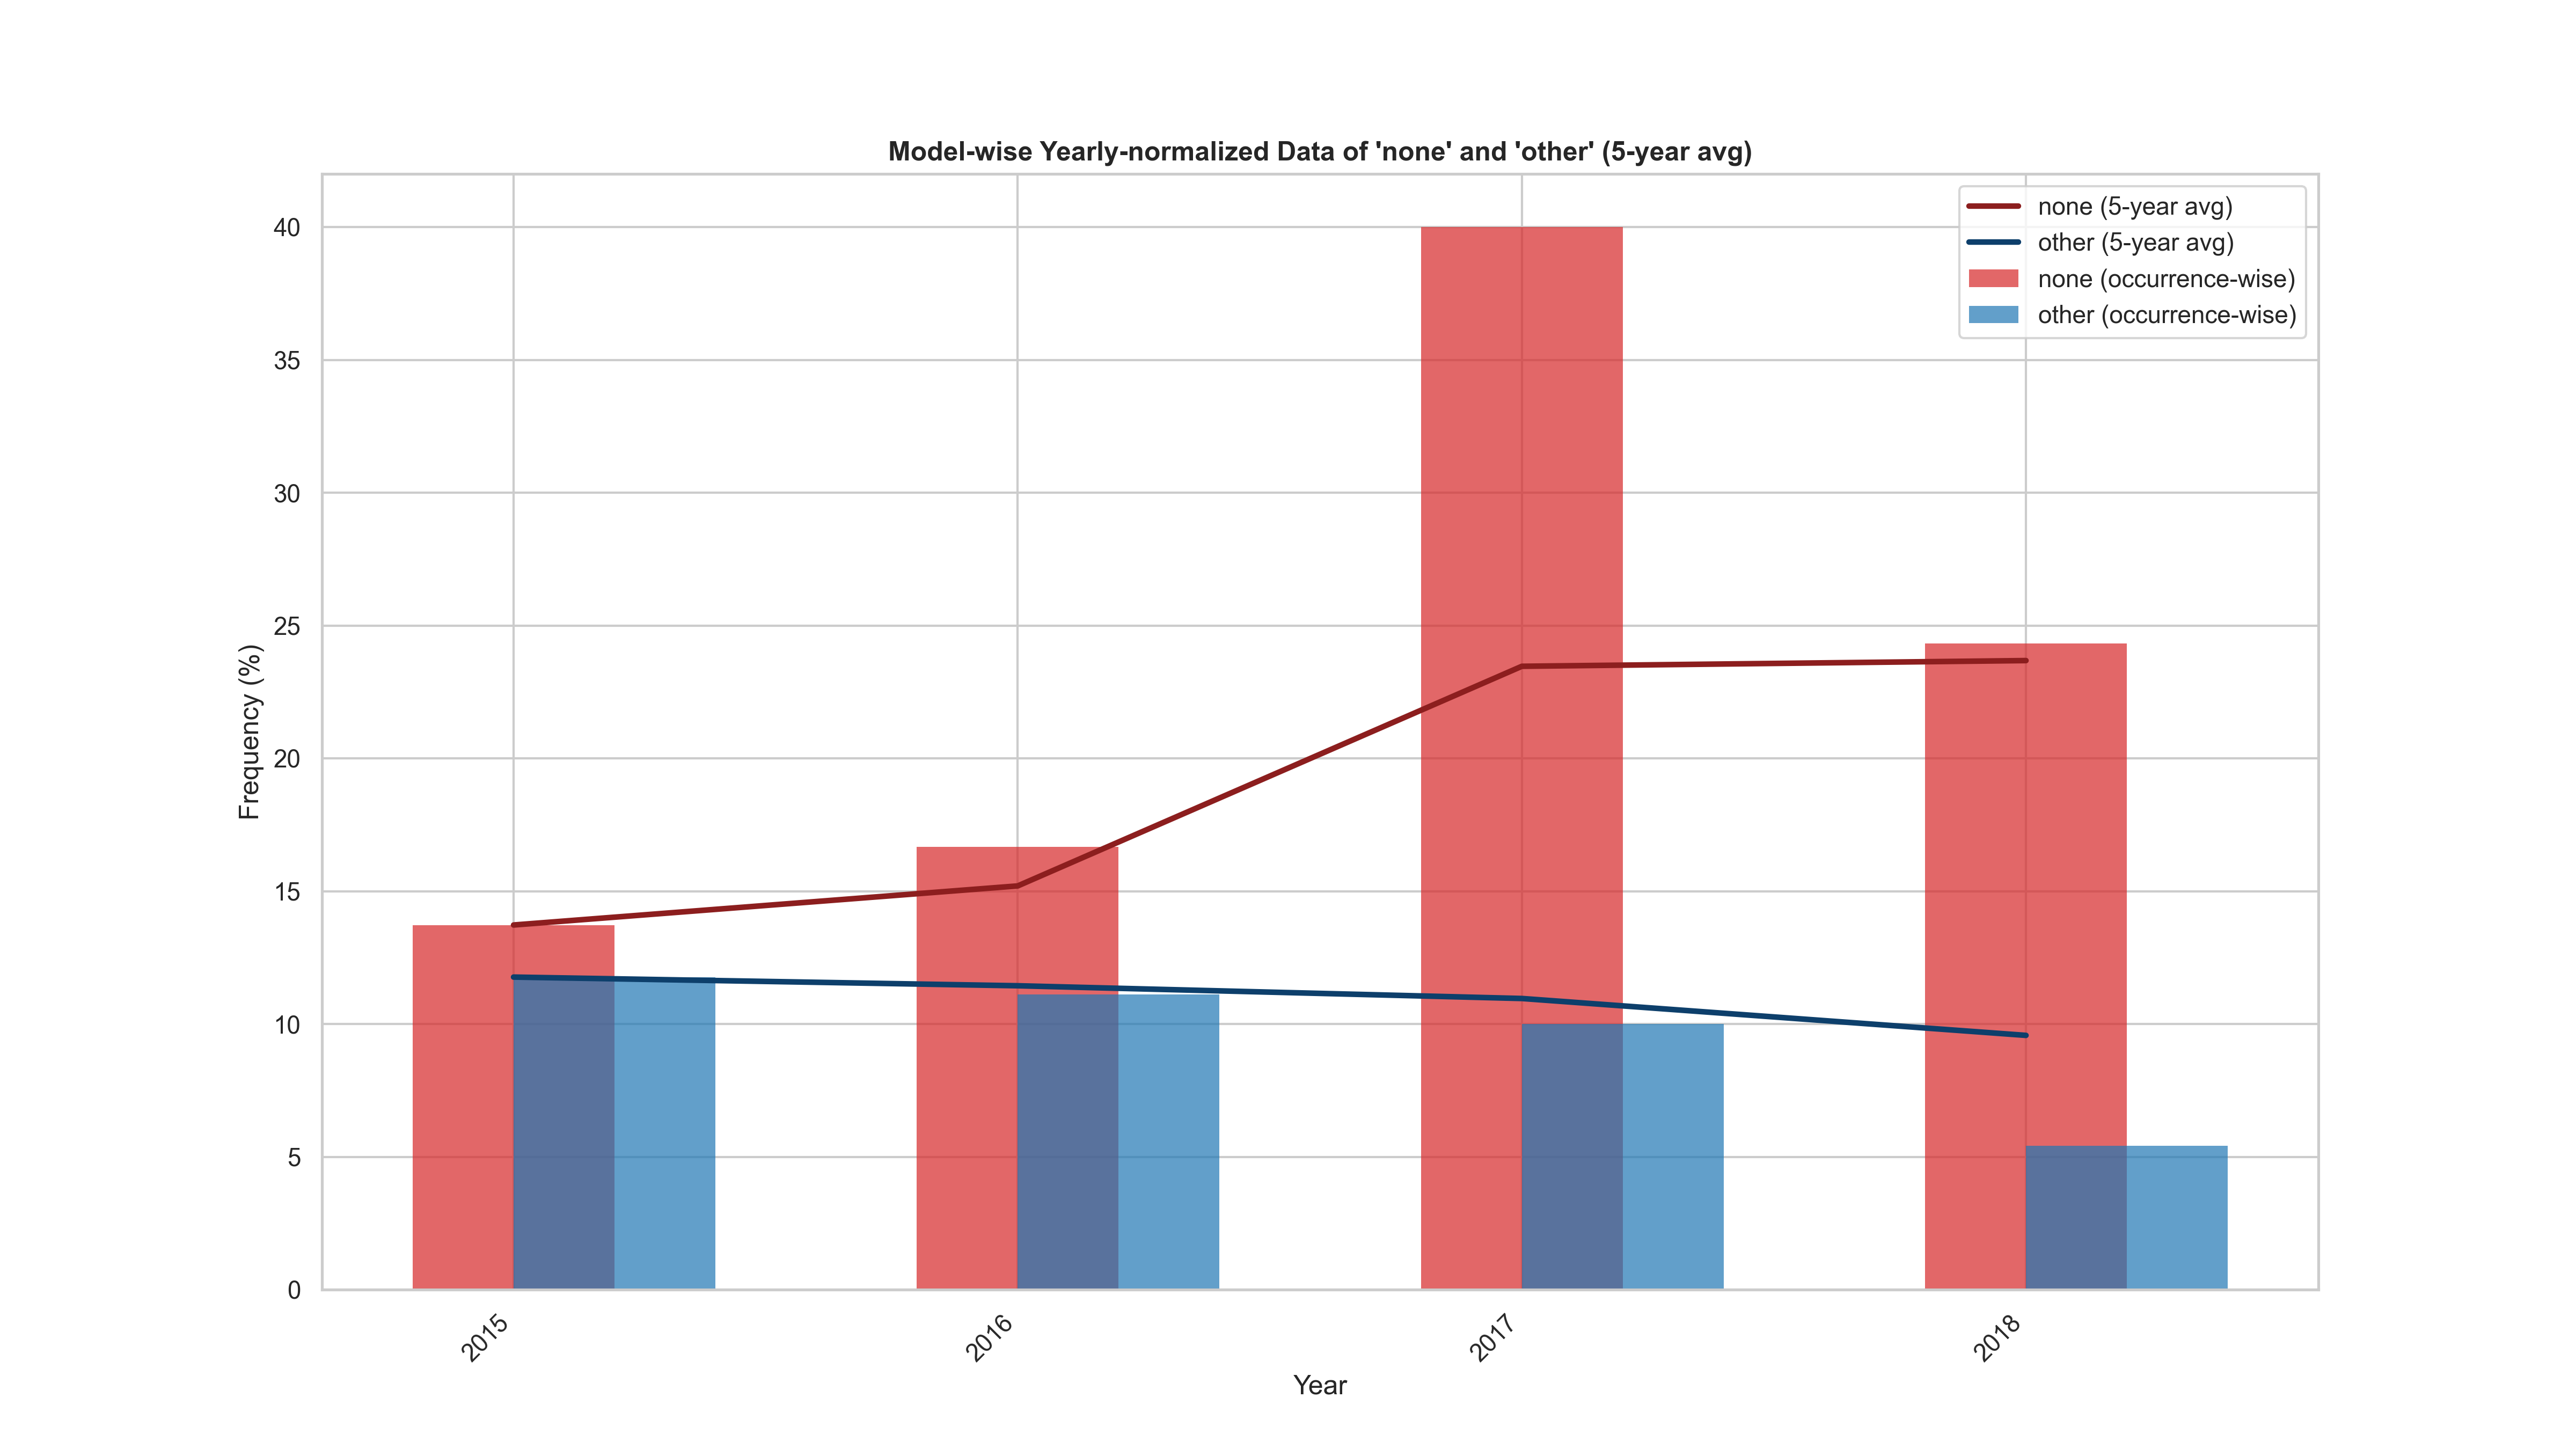 Model-wise Yearly-normalized Data of 'none' and 'other' (5-year avg)
none (5-year avg)
other (5-year avg)
none (occurrence-wise)
other (occurrence-wise)
Frequency (%)
40
35
30
25
20
15
10
5
0
2015
2016
2017
2018
Year